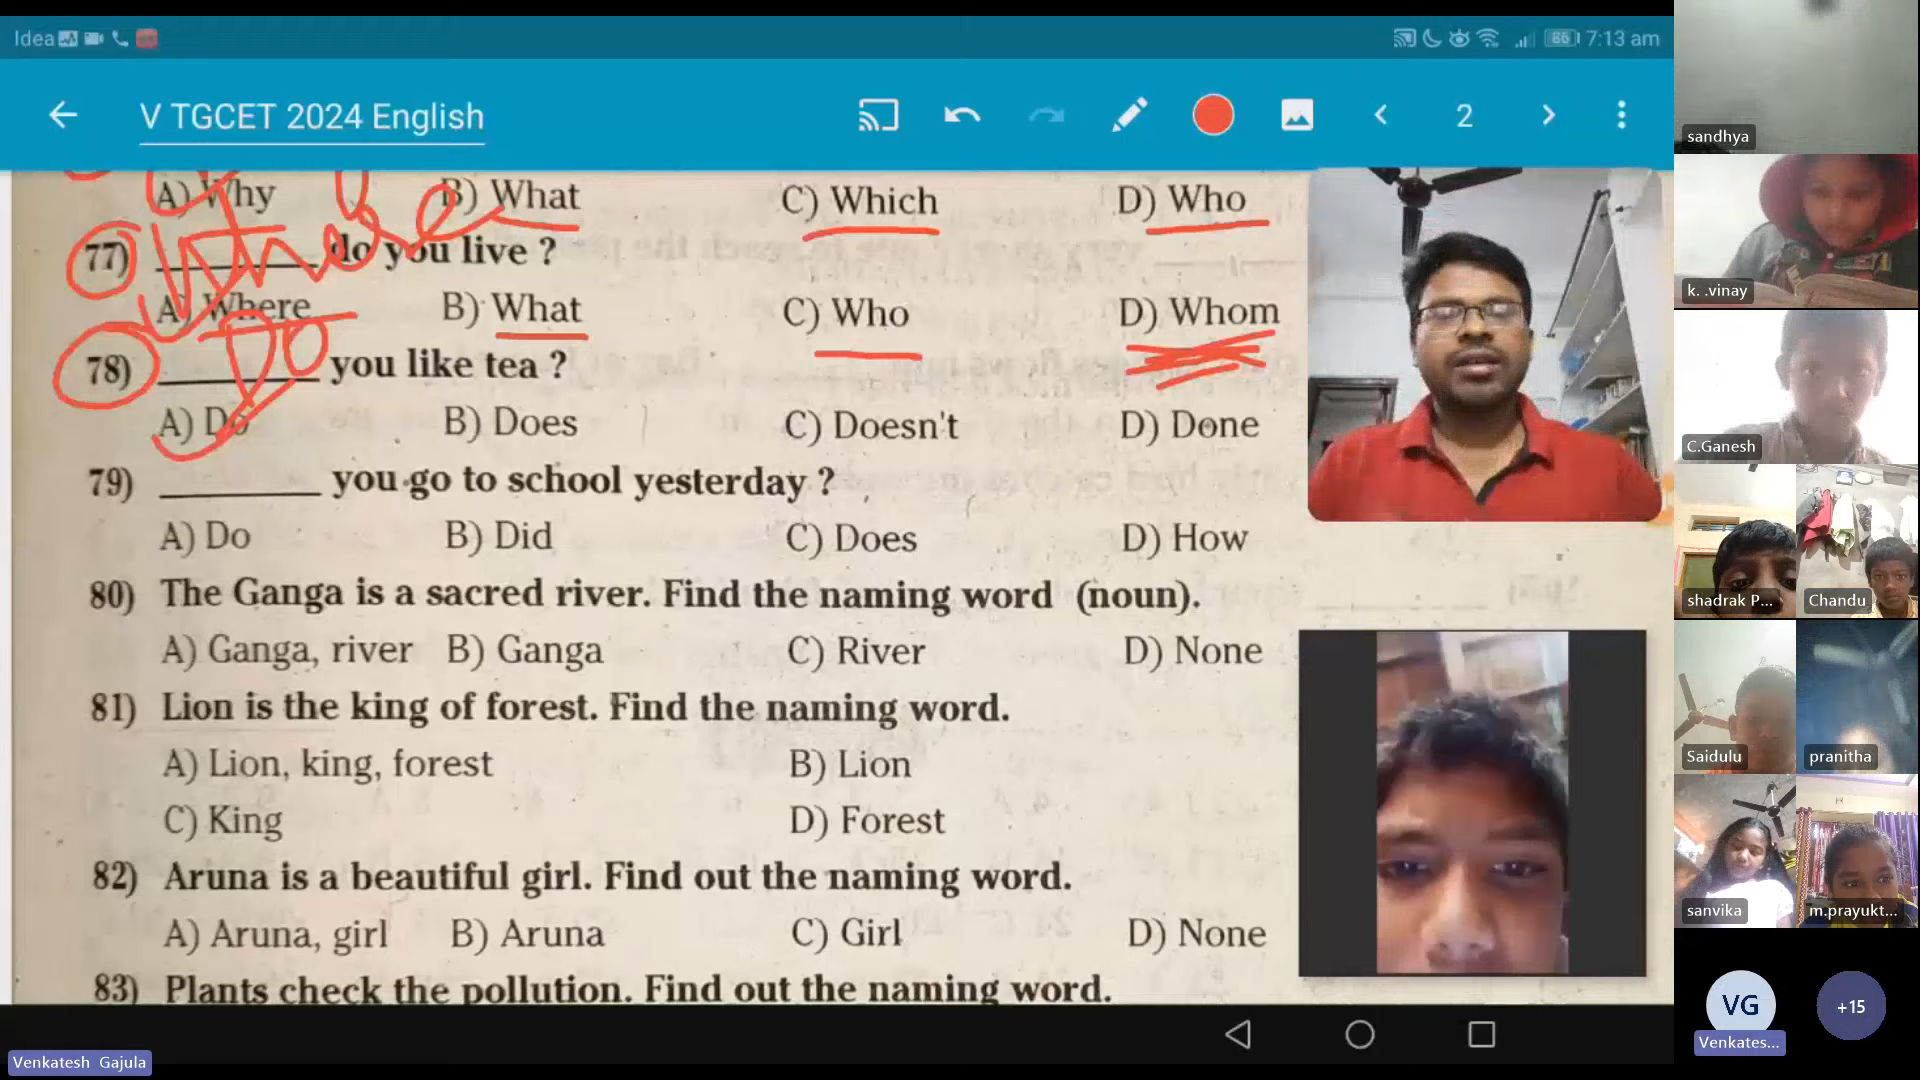 Idea 86 7:13 am
V TGCET 2024 English 2
A) Why B) What C) Which D) Who
77) ________ do you live ?
Where
A) Where B) What C) Who D) Whom
78) ________ you like tea ?
Do
A) Do B) Does C) Doesn't D) Done
79) ________ you go to school yesterday ?
A) Do B) Did C) Does D) How
80) The Ganga is a sacred river. Find the naming word (noun).
A) Ganga, river B) Ganga C) River D) None
81) Lion is the king of forest. Find the naming word.
A) Lion, king, forest B) Lion
C) King D) Forest
82) Aruna is a beautiful girl. Find out the naming word.
A) Aruna, girl B) Aruna C) Girl D) None
83) Plants check the pollution. Find out the naming word.
Venkatesh Gajula
sandhya
k. .vinay
C.Ganesh
shadrak P... Chandu
Saidulu pranitha
sanvika m.prayukt...
VG +15
Venkates...